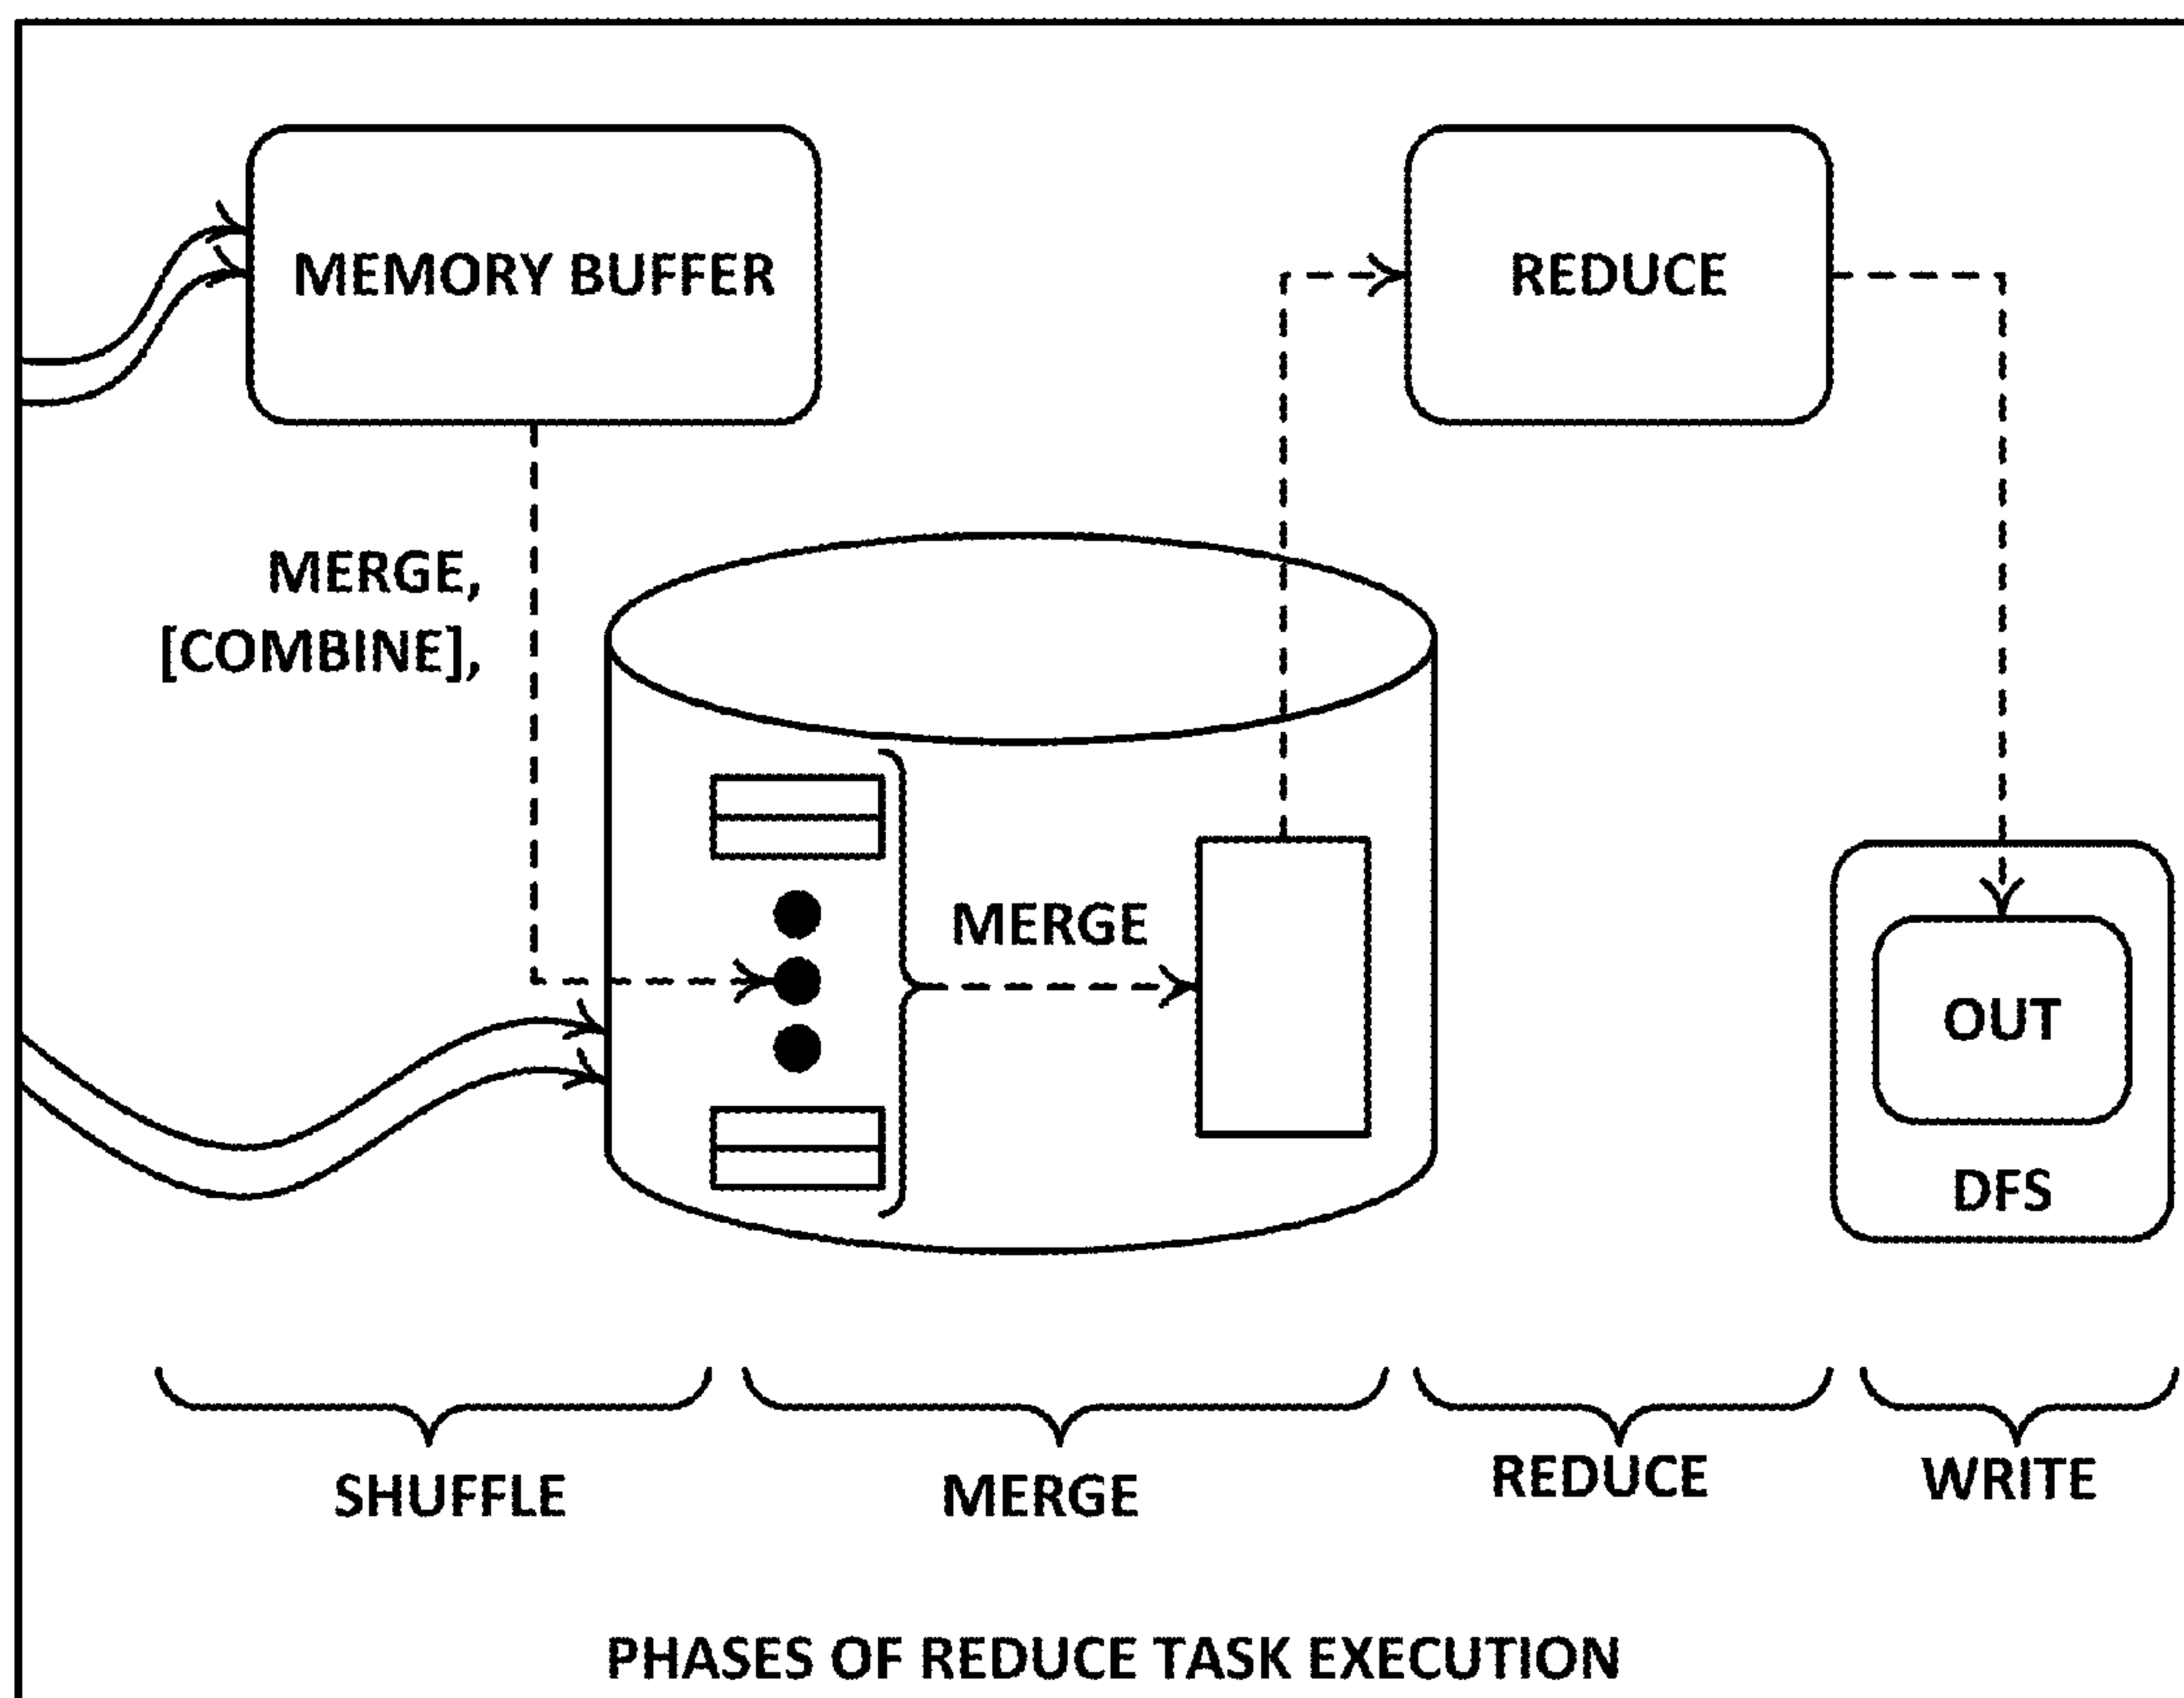 MEMORY BUFFER
REDUCE
MERGE,
[COMBINE],
MERGE
OUT
DFS
SHUFFLE
MERGE
REDUCE
WRITE
PHASES OF REDUCE TASK EXECUTION